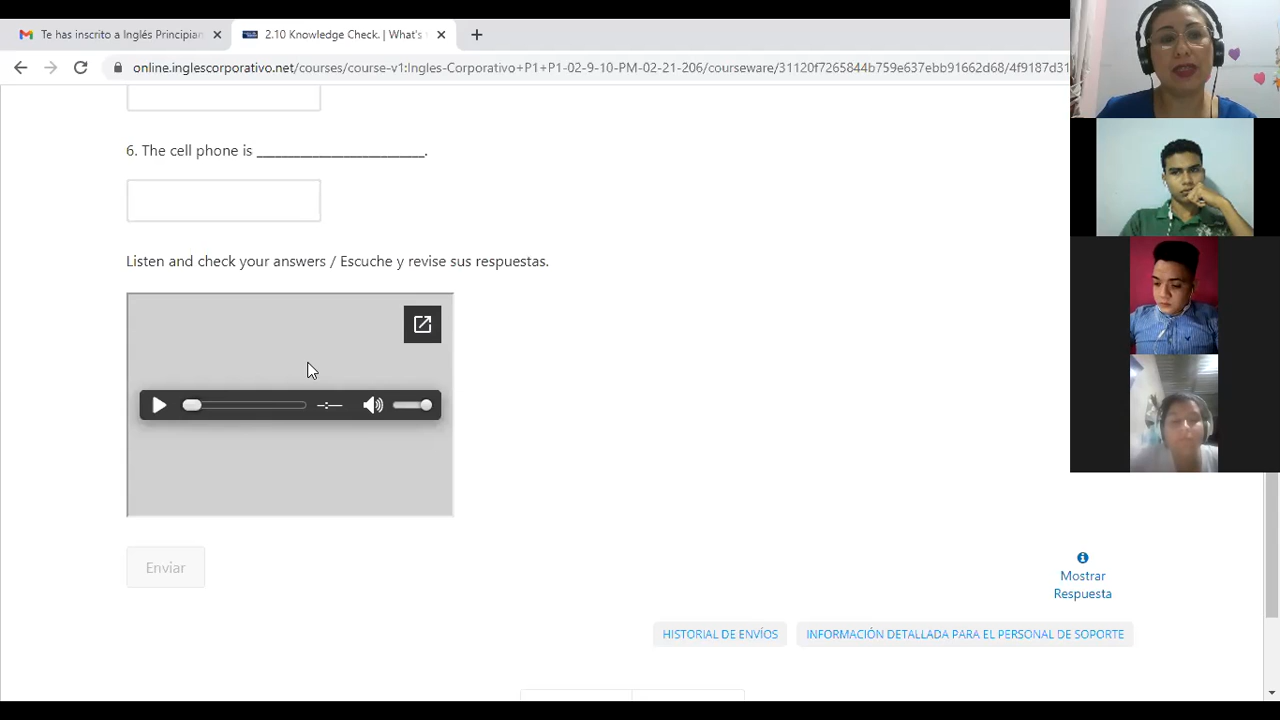 Te has inscrito a Inglés Principian
2.10 Knowledge Check. | What's
online.inglescorporativo.net/courses/course-v1:Ingles-Corporativo+P1+P1-02-9-10-PM-02-21-206/courseware/31120f7265844b759e637ebb91662d68/4f9187d31
6. The cell phone is ________________________.
Listen and check your answers / Escuche y revise sus respuestas.
-:--
Enviar
Mostrar
Respuesta
HISTORIAL DE ENVÍOS
INFORMACIÓN DETALLADA PARA EL PERSONAL DE SOPORTE